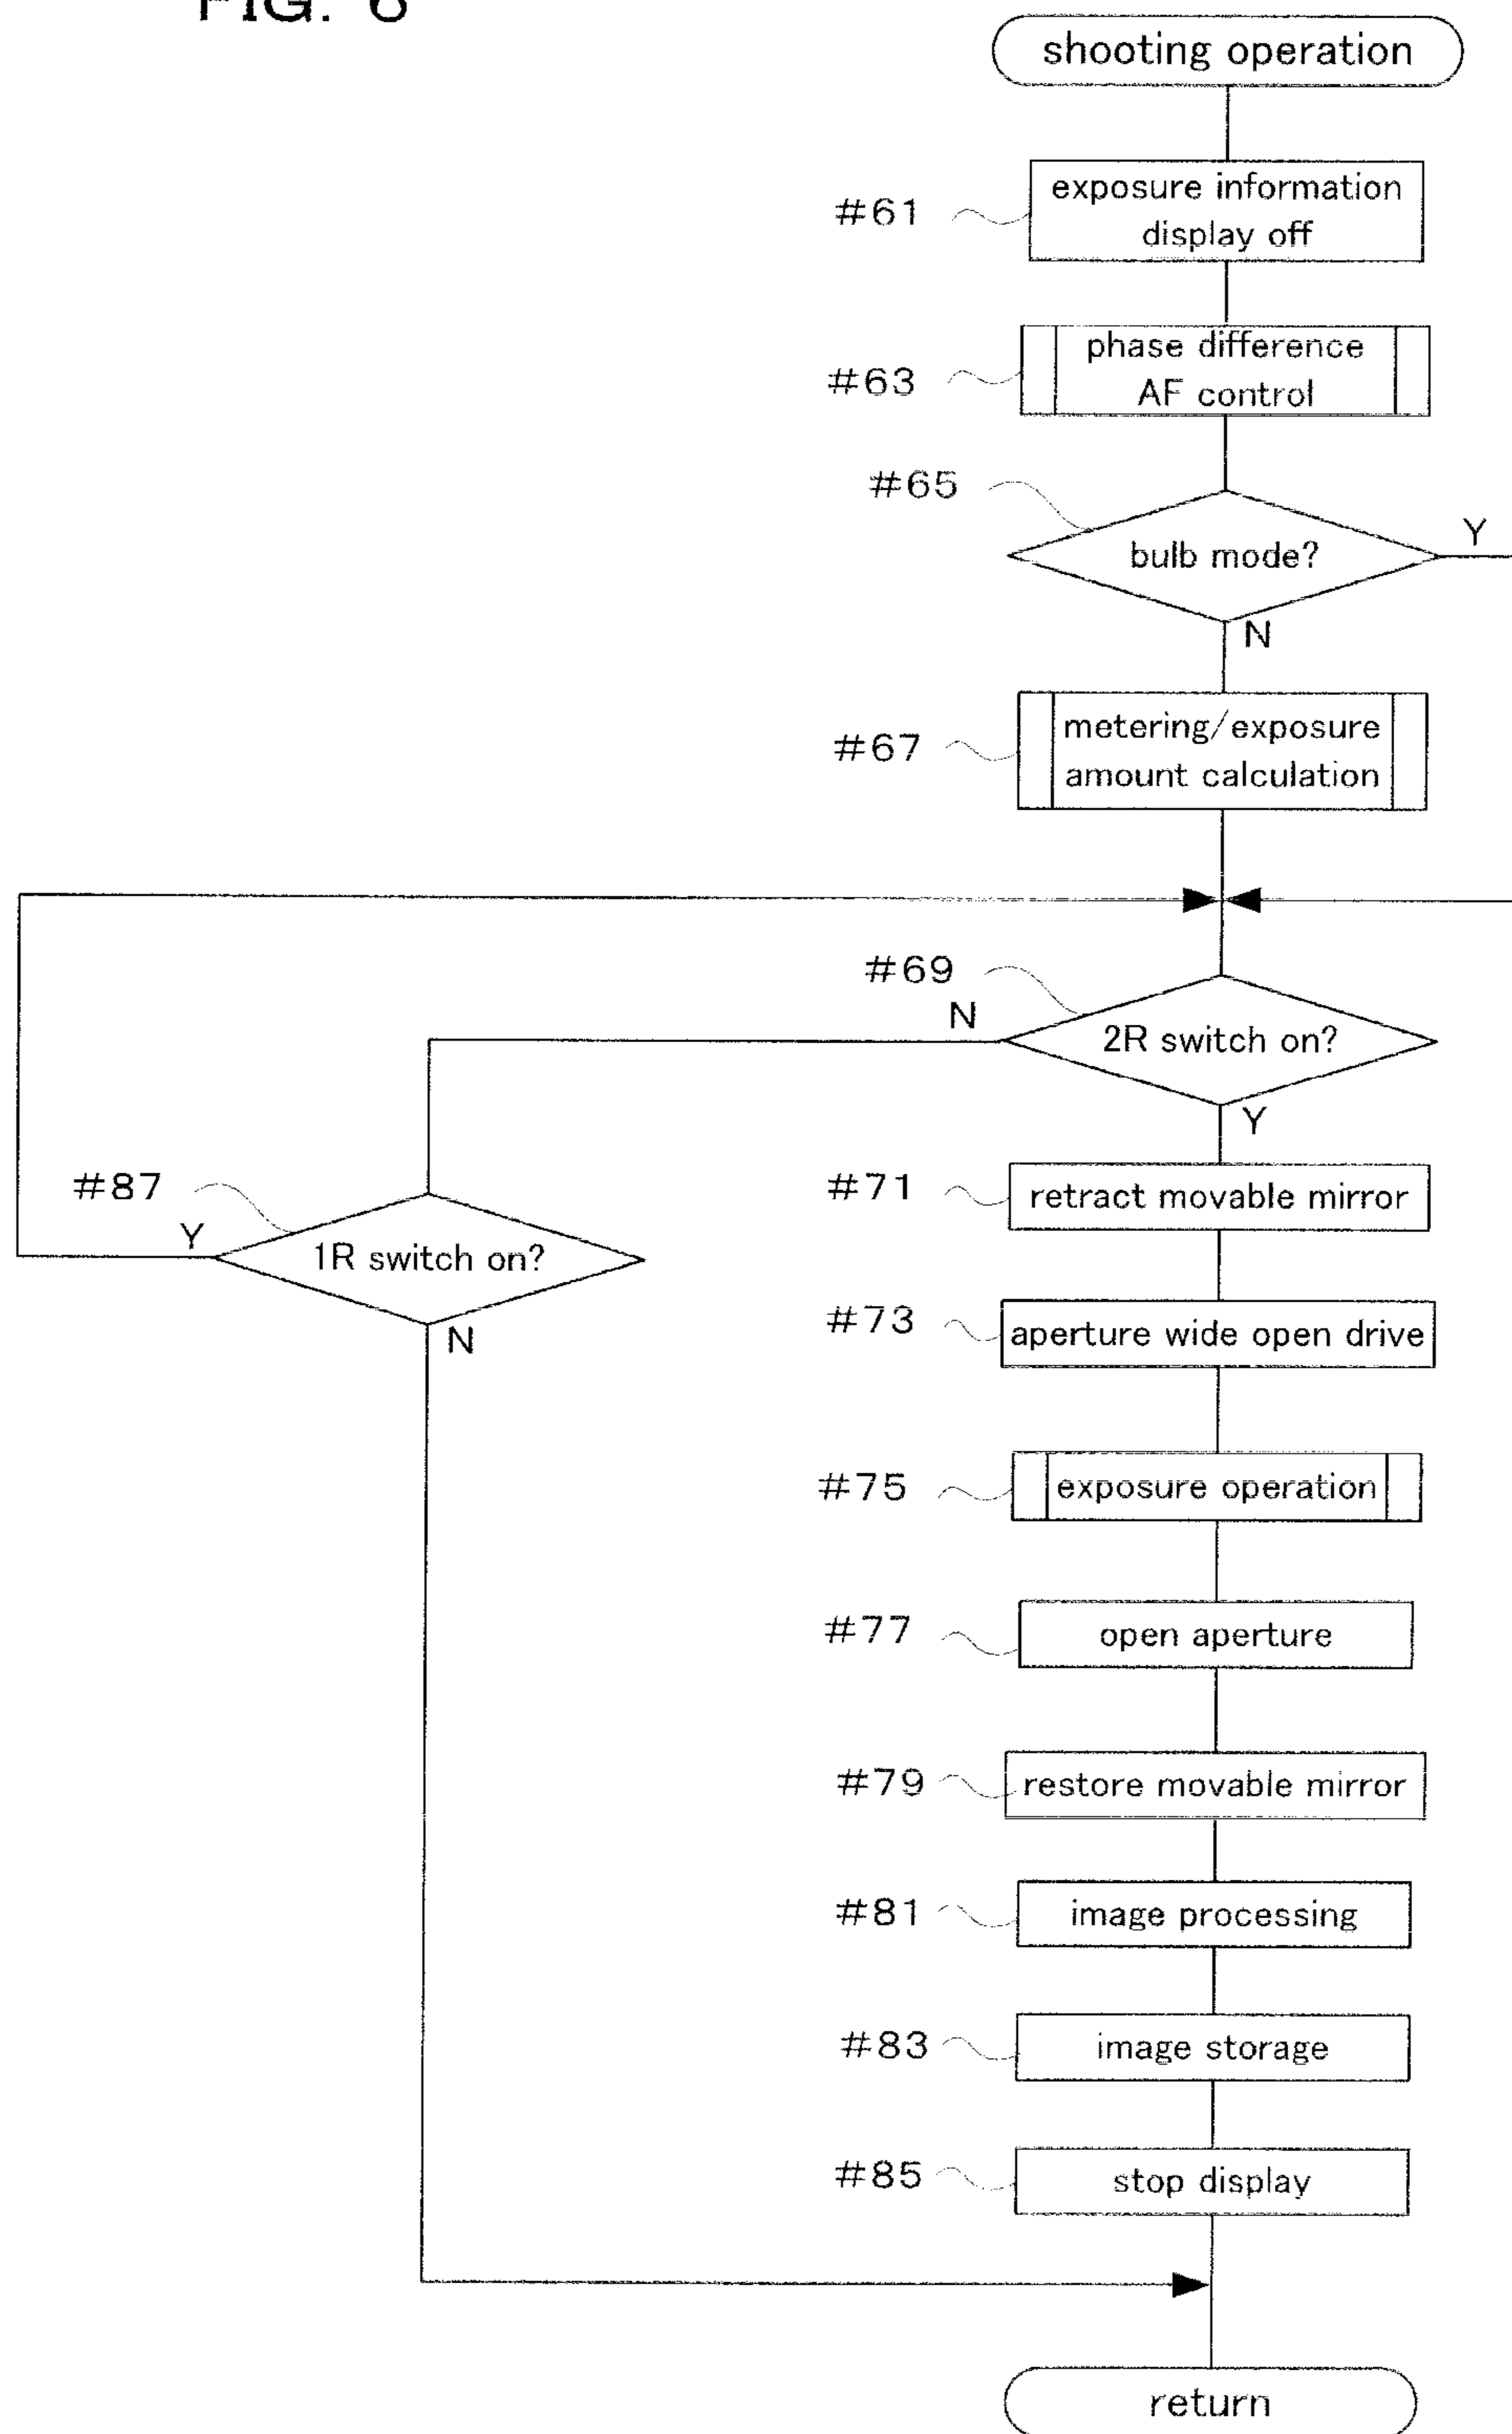 FIG. 6
shooting operation
#61
exposure information
display off
#63
phase difference
AF control
#65
bulb mode?
Y
N
#67
metering/exposure
amount calculation
#69
N
2R switch on?
Y
#87
Y
1R switch on?
N
#71
retract movable mirror
#73
aperture wide open drive
#75
exposure operation
#77
open aperture
#79
restore movable mirror
#81
image processing
#83
image storage
#85
stop display
return